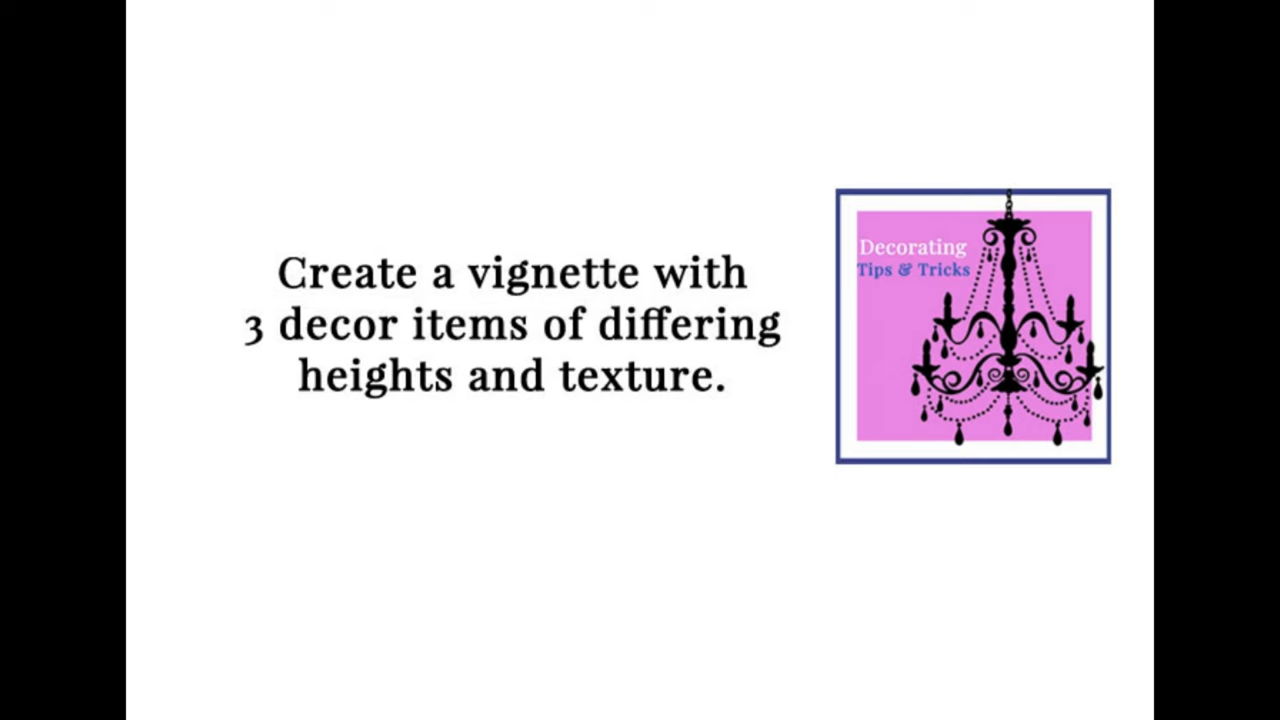 Create a vignette with
3 decor items of differing
heights and texture.
Decorating
Tips & Tricks